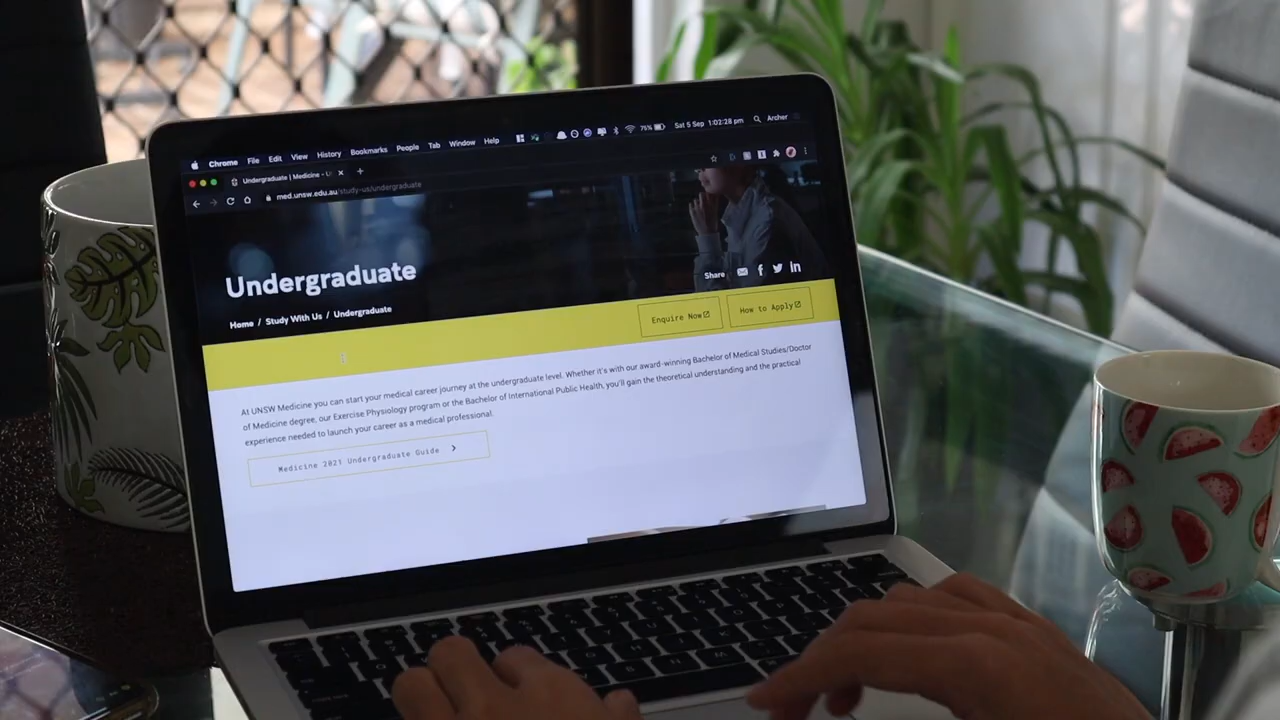 Chrome File Edit View History Bookmarks People Tab Window Help 75% Sat 5 Sep 1:02:28 pm Archer
Undergraduate | Medicine - U
med.unsw.edu.au/study-us/undergraduate
Undergraduate
Share
Home / Study With Us / Undergraduate
Enquire Now How to Apply
At UNSW Medicine you can start your medical career journey at the undergraduate level. Whether it's with our award-winning Bachelor of Medical Studies/Doctor
of Medicine degree, our Exercise Physiology program or the Bachelor of International Public Health, you'll gain the theoretical understanding and the practical
experience needed to launch your career as a medical professional.
Medicine 2021 Undergraduate Guide